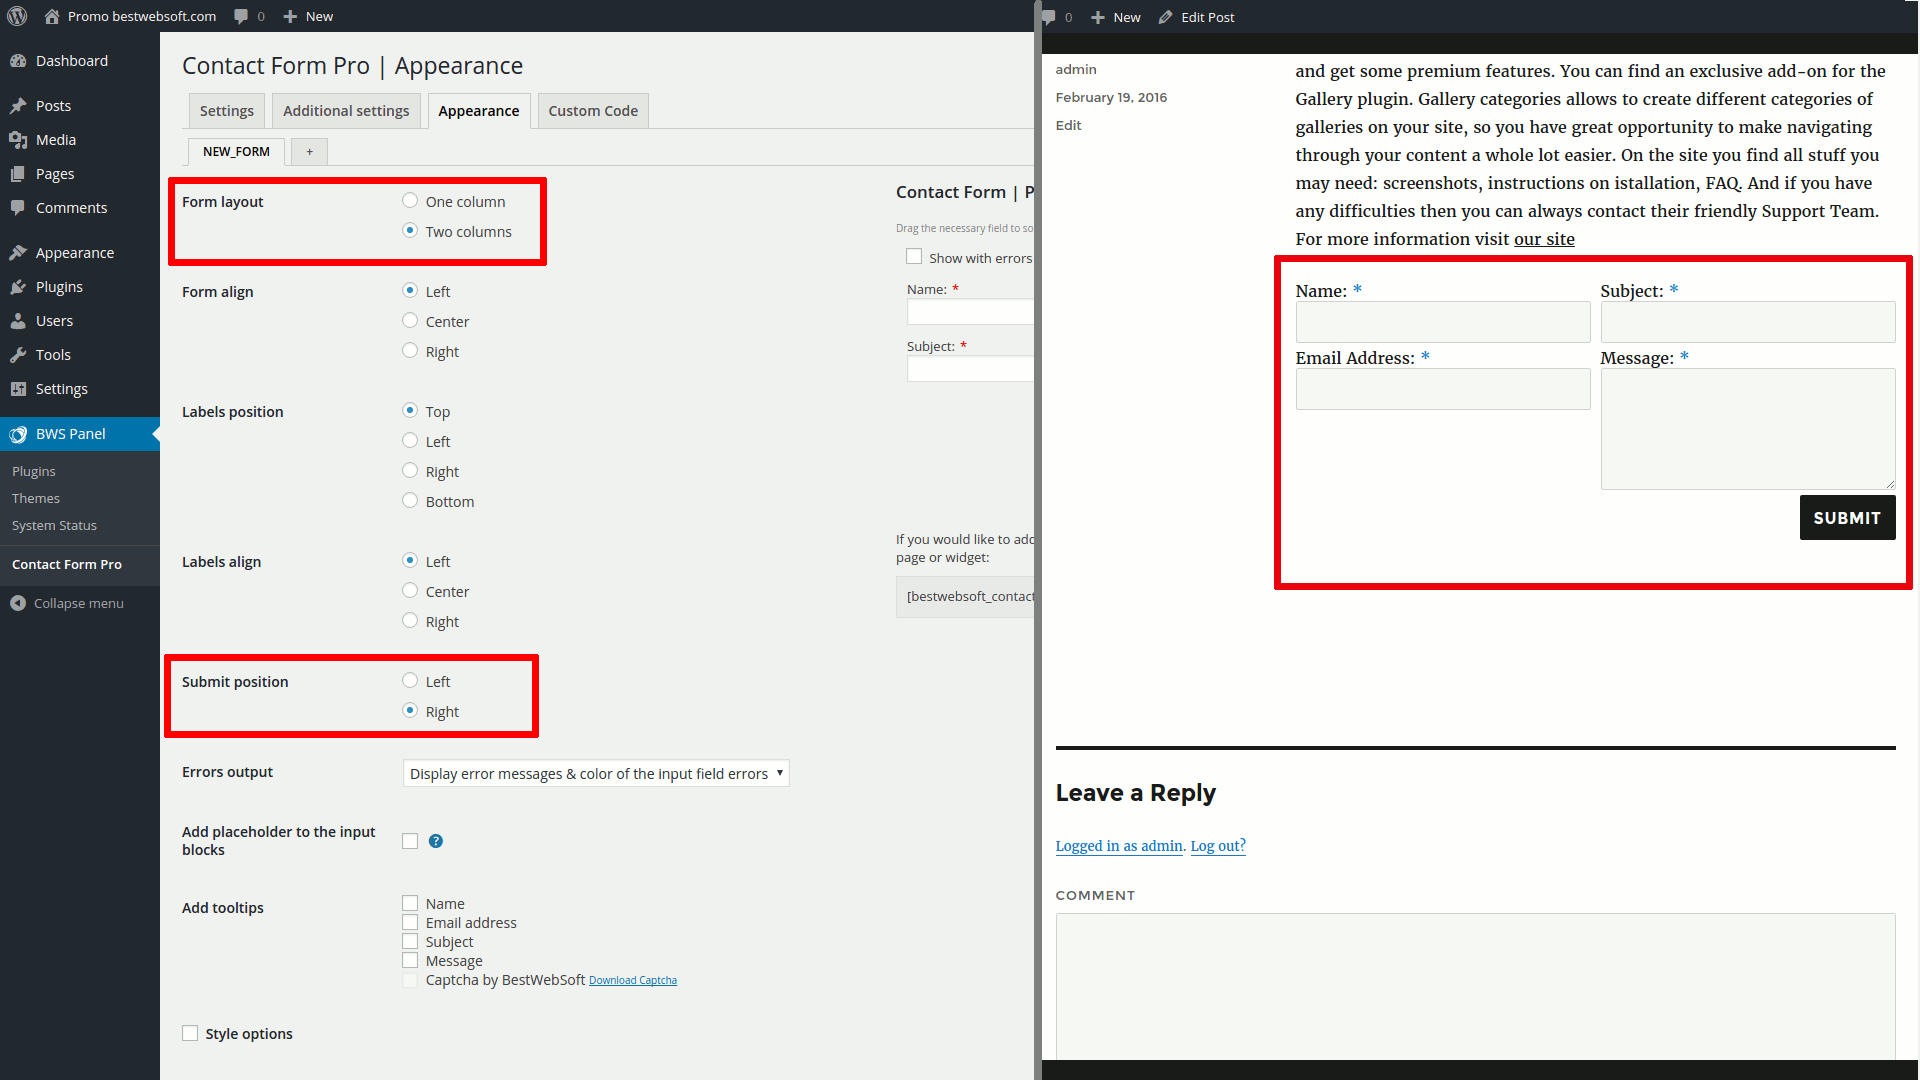 Promo bestwebsoft.com 0 New
Dashboard
Posts
Media
Pages
Comments
Appearance
Plugins
Users
Tools
Settings
BWS Panel
Plugins
Themes
System Status
Contact Form Pro
Collapse menu
Contact Form Pro | Appearance
Settings Additional settings Appearance Custom Code
NEW_FORM +
Form layout
One column
Two columns
Form align
Left
Center
Right
Labels position
Top
Left
Right
Bottom
Labels align
Left
Center
Right
Submit position
Left
Right
Errors output
Display error messages & color of the input field errors
Add placeholder to the input
blocks
?
Add tooltips
Name
Email address
Subject
Message
Captcha by BestWebSoft Download Captcha
Style options
Contact Form | P
Drag the necessary field to so
Show with errors
Name: *
Subject: *
If you would like to add
page or widget:
[bestwebsoft_contact
0 New Edit Post
admin
February 19, 2016
Edit
and get some premium features. You can find an exclusive add-on for the
Gallery plugin. Gallery categories allows to create different categories of
galleries on your site, so you have great opportunity to make navigating
through your content a whole lot easier. On the site you find all stuff you
may need: screenshots, instructions on istallation, FAQ. And if you have
any difficulties then you can always contact their friendly Support Team.
For more information visit our site
Name: * Subject: *
Email Address: * Message: *
SUBMIT
Leave a Reply
Logged in as admin. Log out?
COMMENT